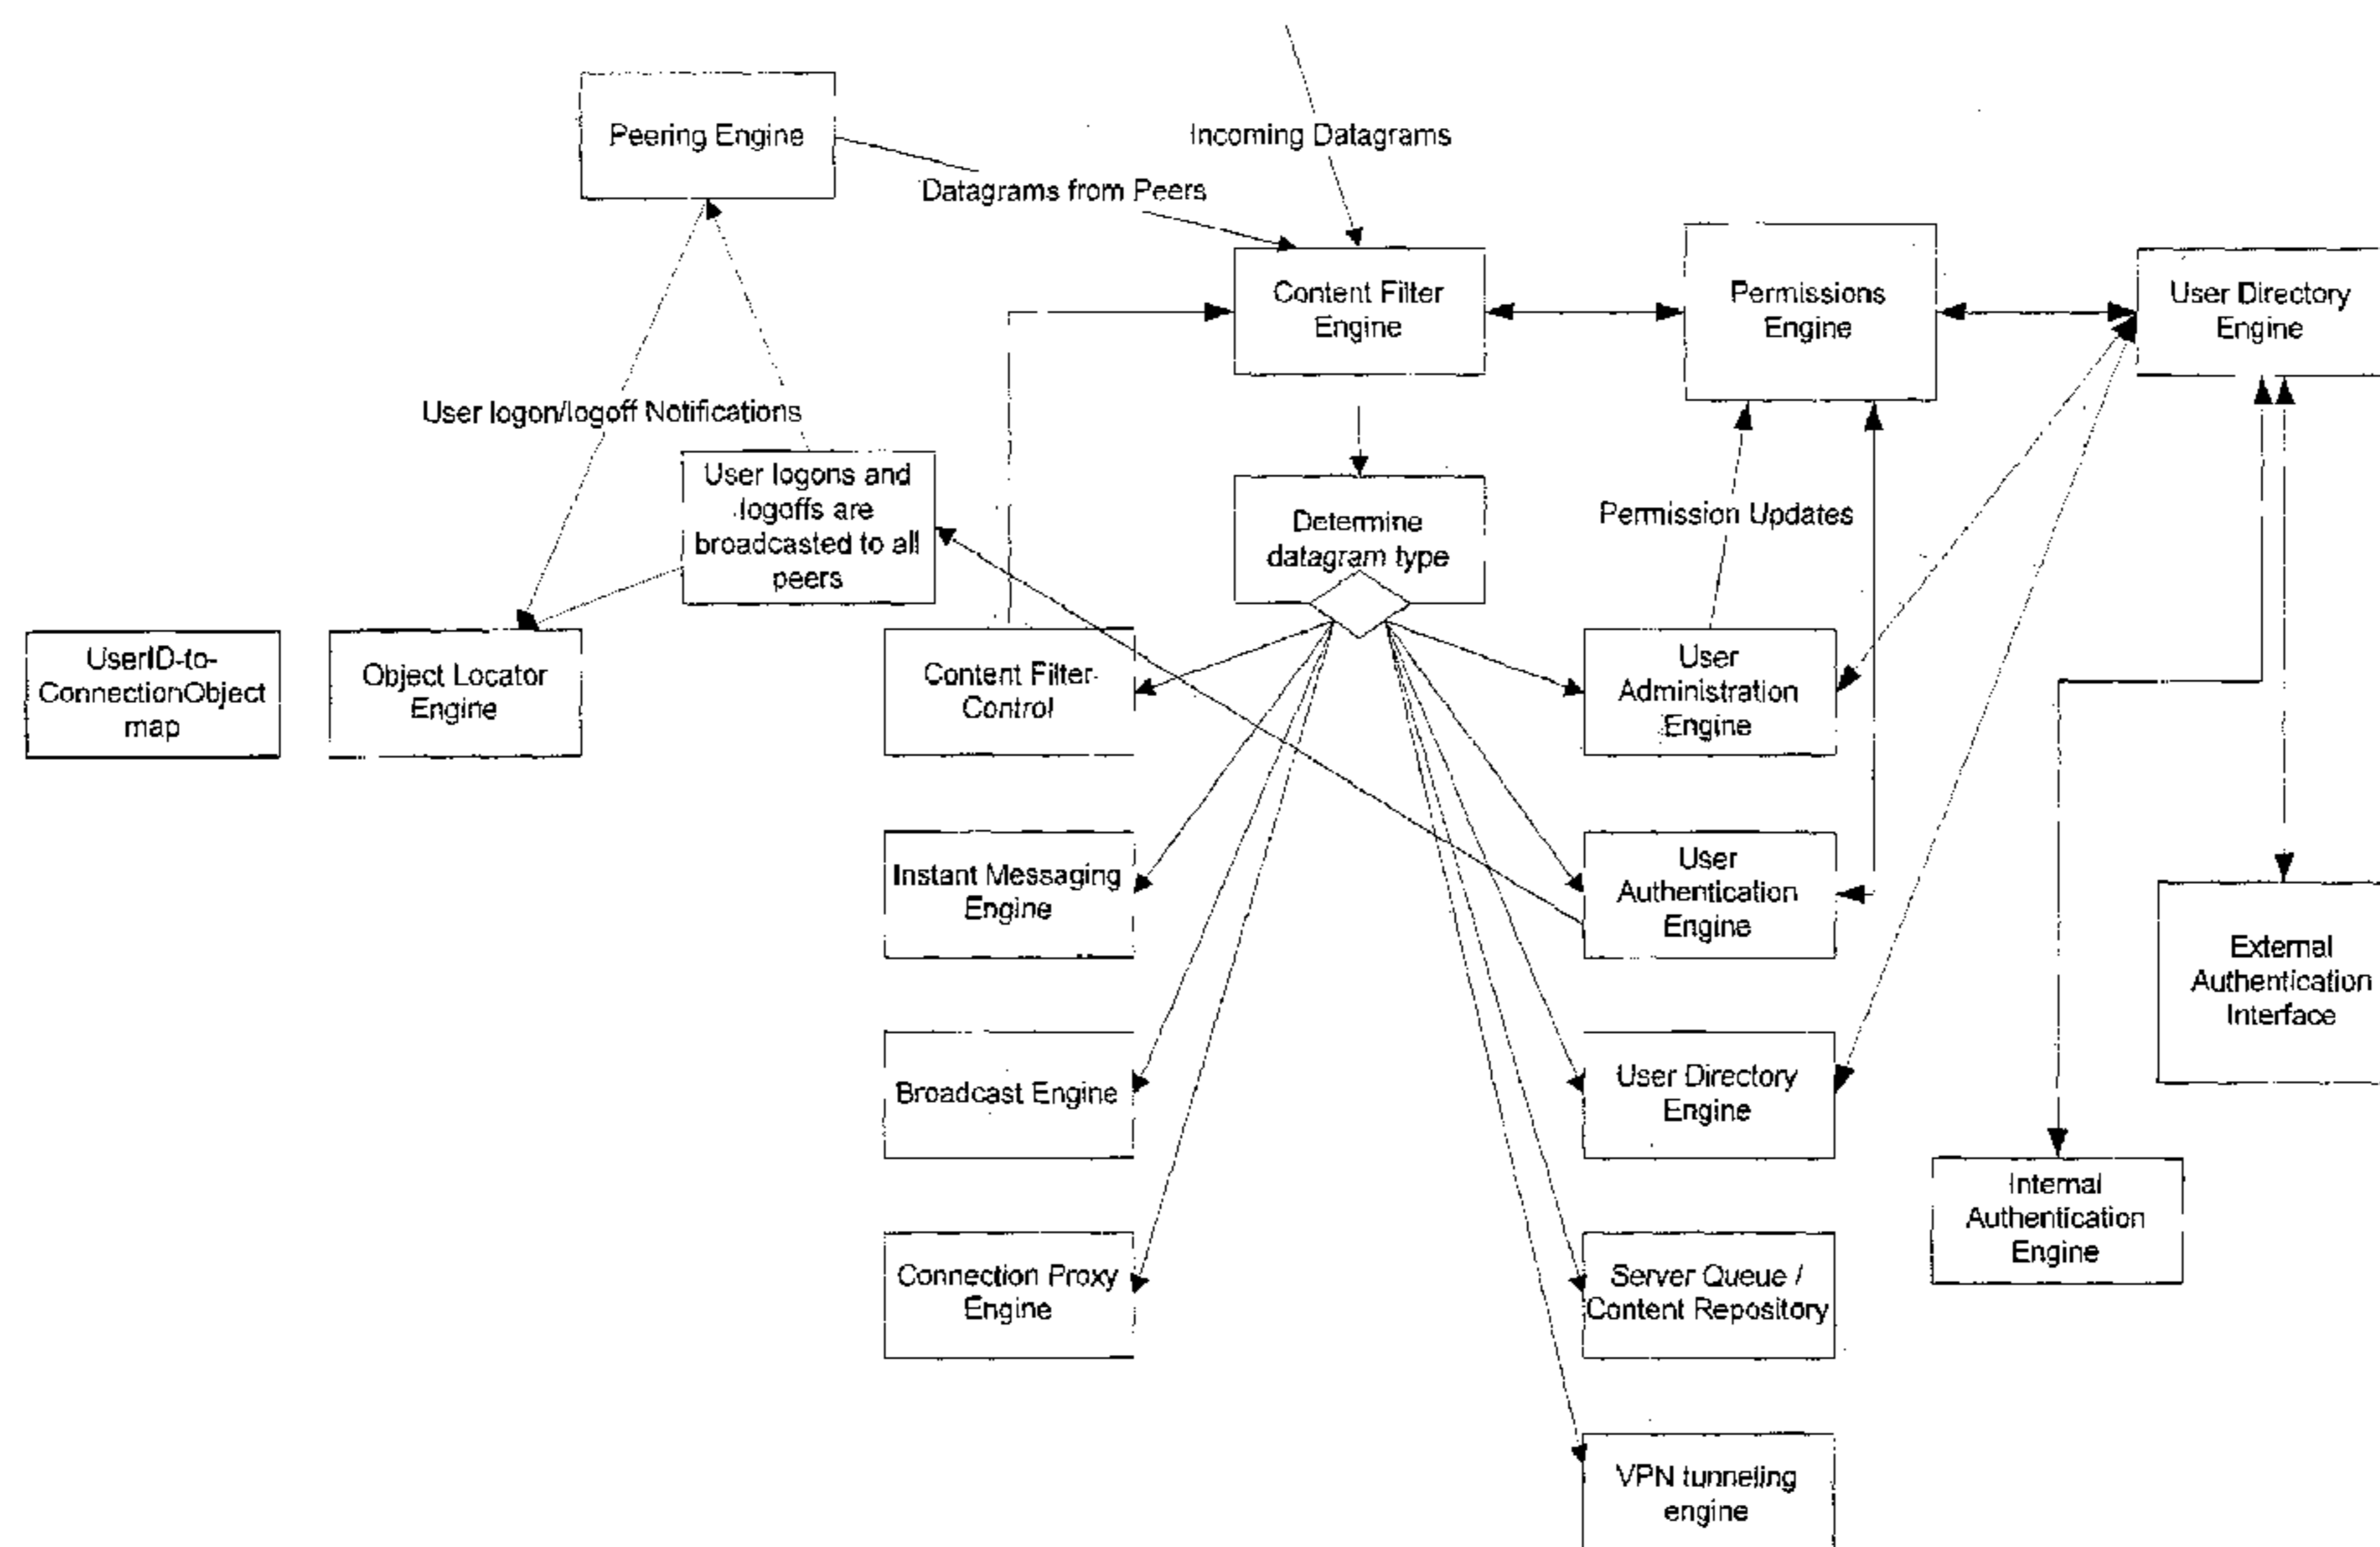 Peering Engine
Incoming Datagrams
Datagrams from Peers
Content Filter
Engine
Permissions
Engine
User Directory
Engine
User logon/logoff Notifications
User logons and
logoffs are
broadcasted to all
peers
Determine
datagram type
Permission Updates
UserID-to-
ConnectionObject
map
Object Locator
Engine
Content Filter-
Control
User
Administration
Engine
Instant Messaging
Engine
User
Authentication
Engine
External
Authentication
Interface
Broadcast Engine
User Directory
Engine
Internal
Authentication
Engine
Connection Proxy
Engine
Server Queue /
Content Repository
VPN tunneling
engine